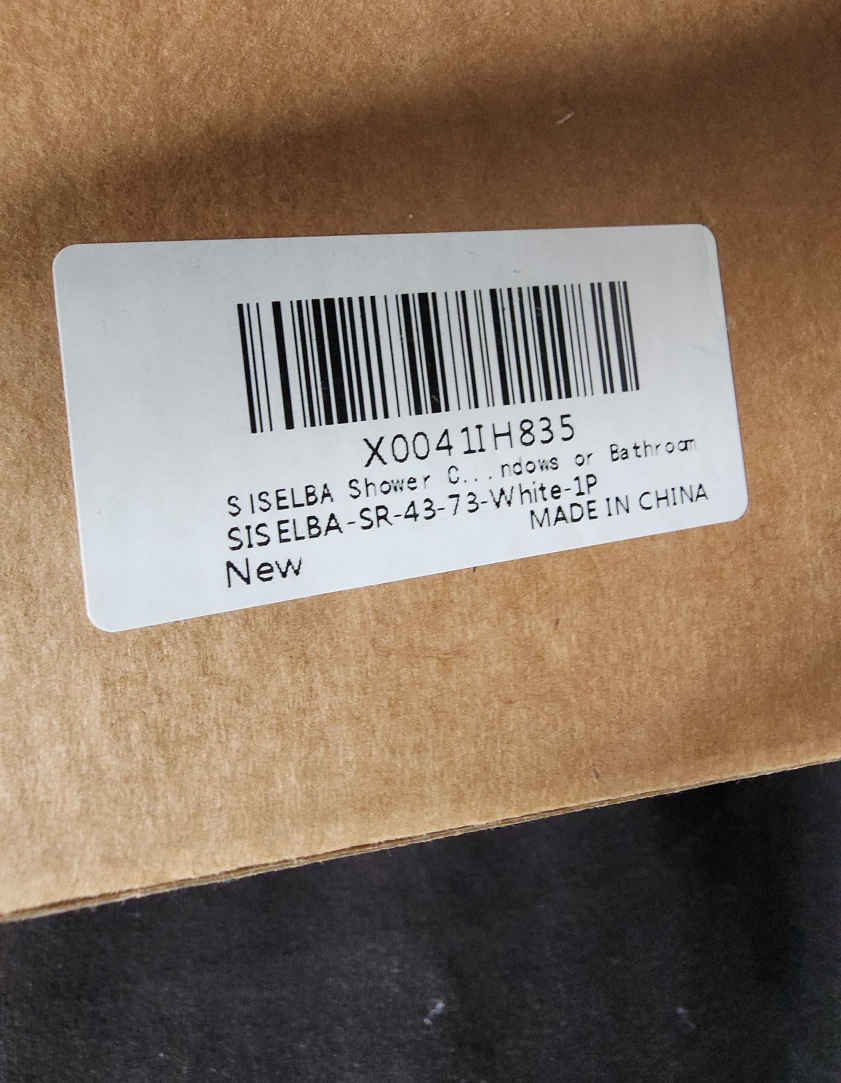 X0041IH835
SISELBA Shower C...ndows or Bathroom
SISELBA-SR-43-73-White-1P
MADE IN CHINA
New